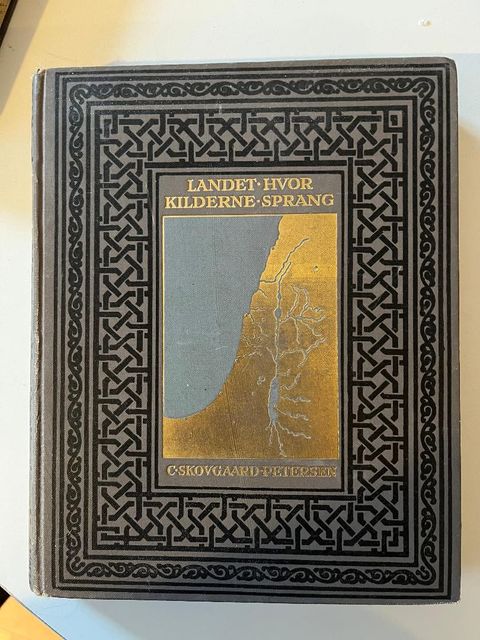 LANDET·HVOR
KILDERNE·SPRANG
C·SKOVGAARD-PETERSEN